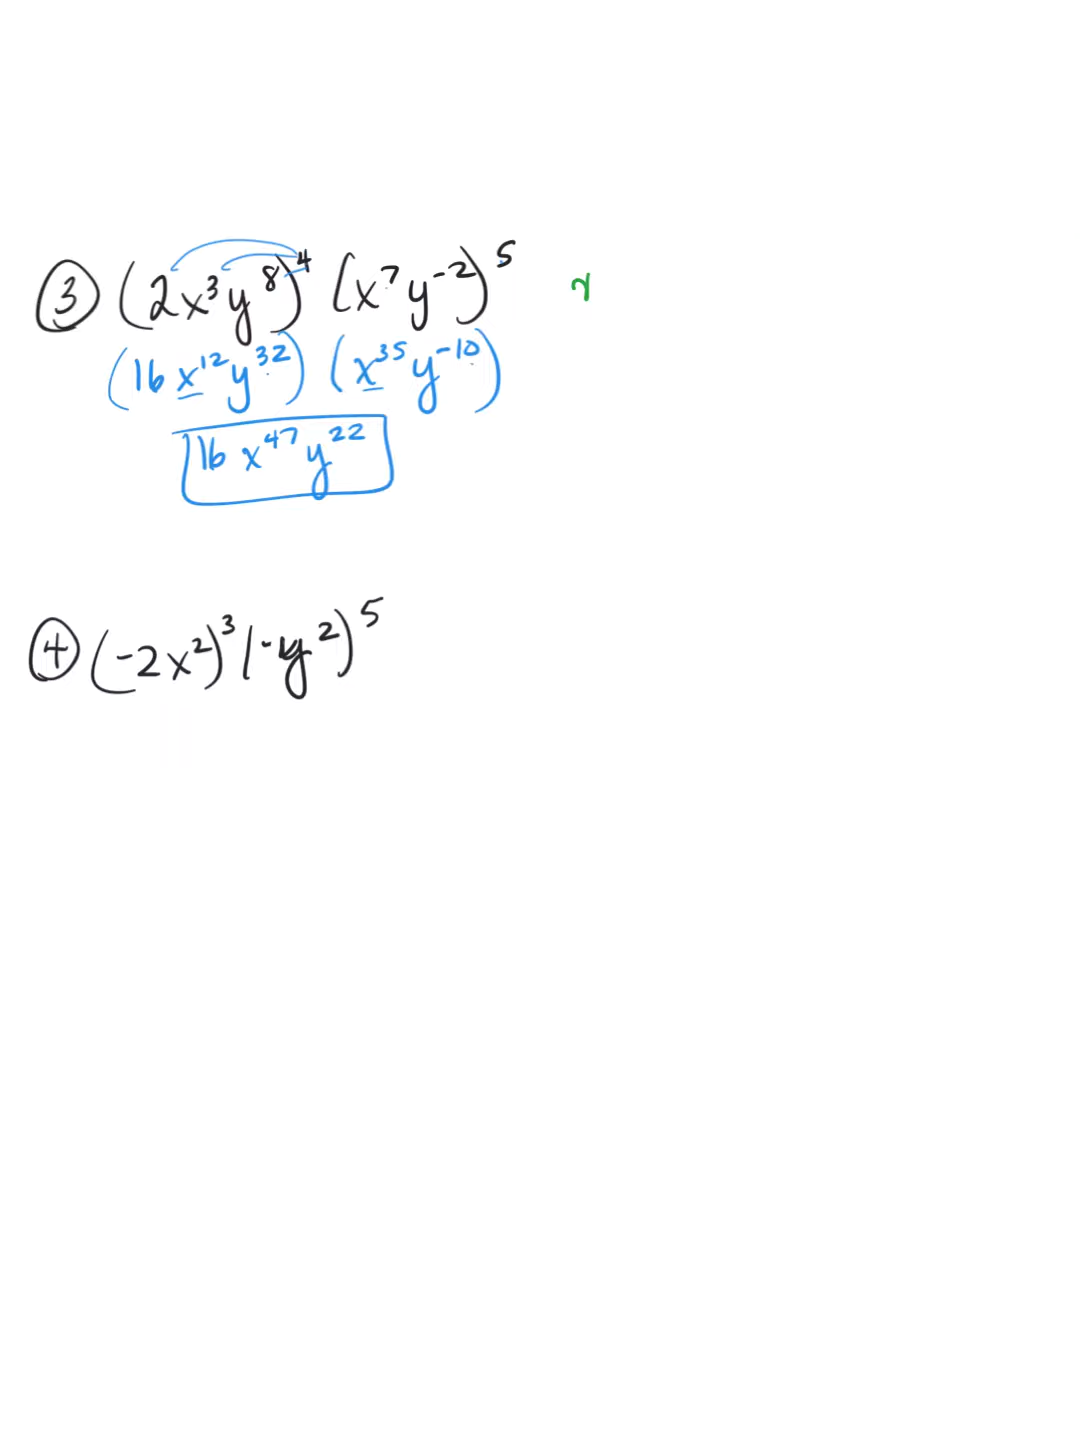 ③ (2x³y⁸)⁴ (x⁷y⁻²)⁵
(16x¹²y³²) (x³⁵y⁻¹⁰)
16x⁴⁷y²²
④ (-2x²)³(-y²)⁵